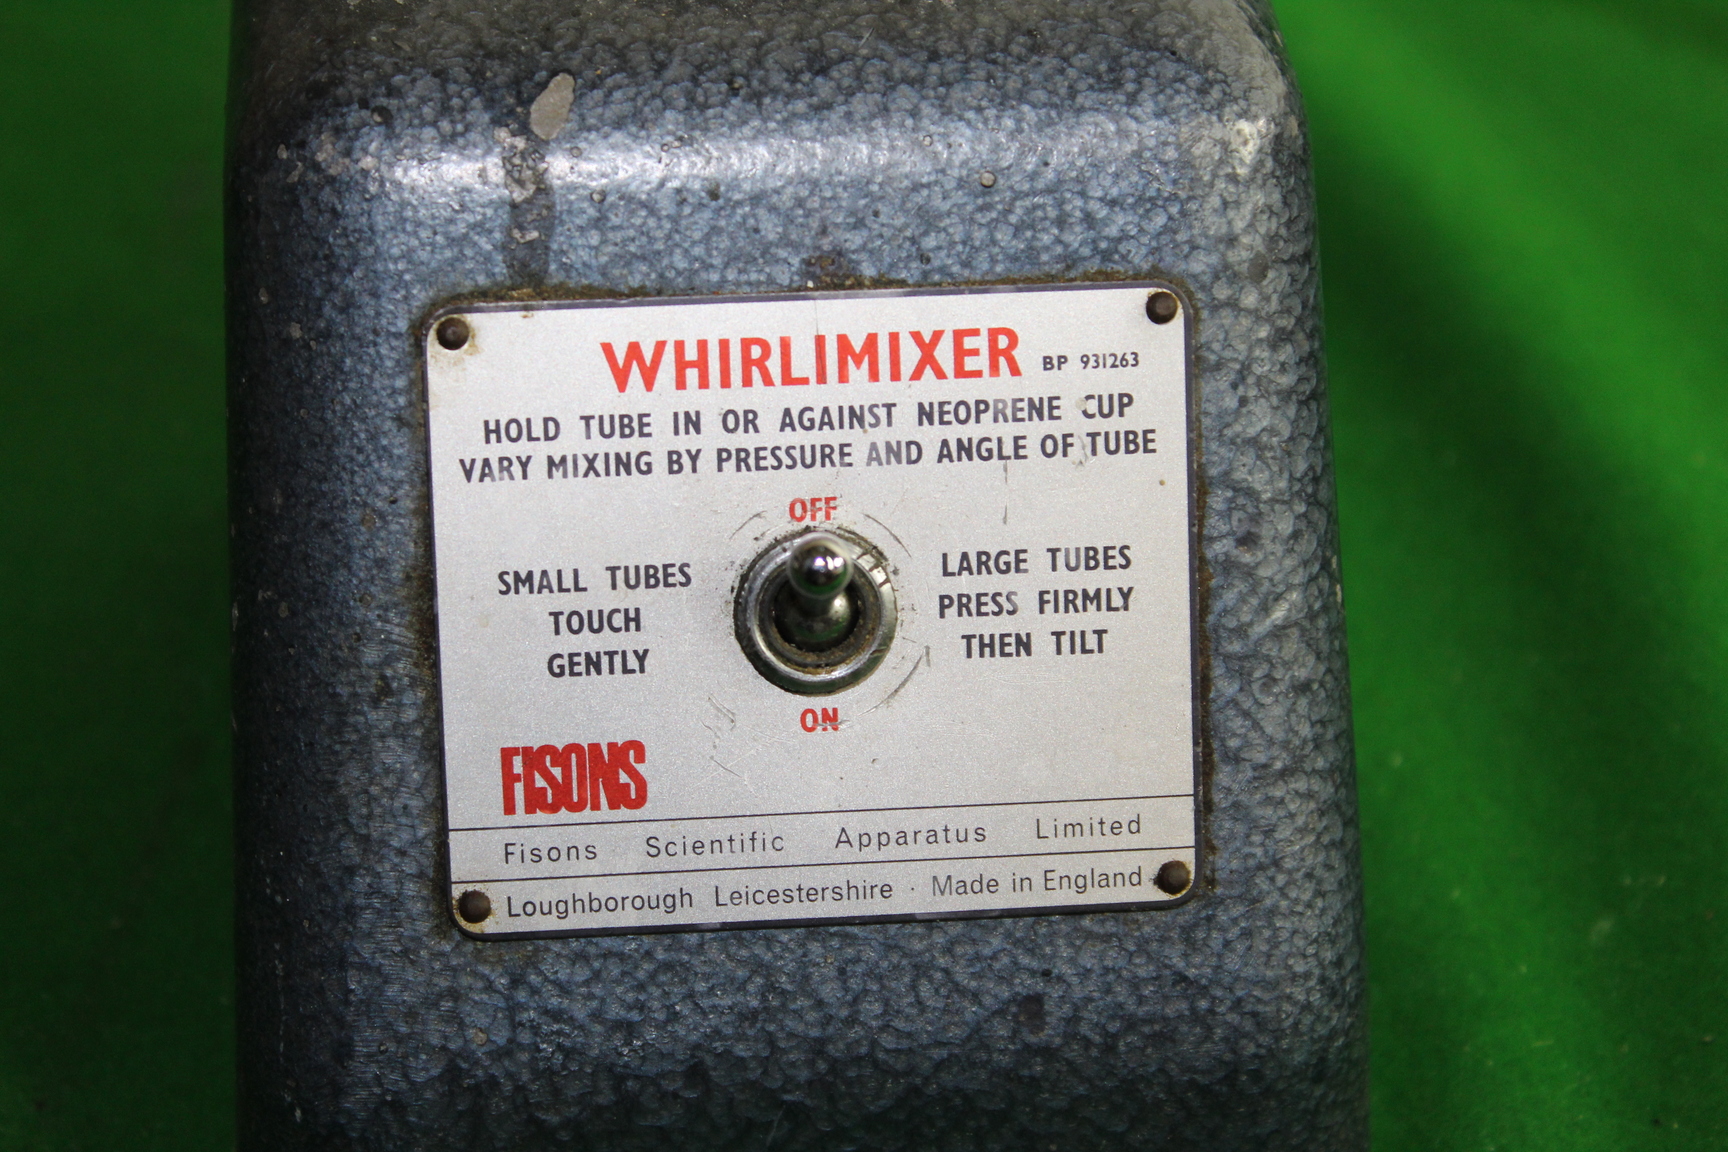 WHIRLIMIXER BP 931263
HOLD TUBE IN OR AGAINST NEOPRENE CUP
VARY MIXING BY PRESSURE AND ANGLE OF TUBE
OFF
SMALL TUBES
TOUCH
GENTLY
LARGE TUBES
PRESS FIRMLY
THEN TILT
ON
FISONS
Fisons Scientific Apparatus Limited
Loughborough Leicestershire · Made in England